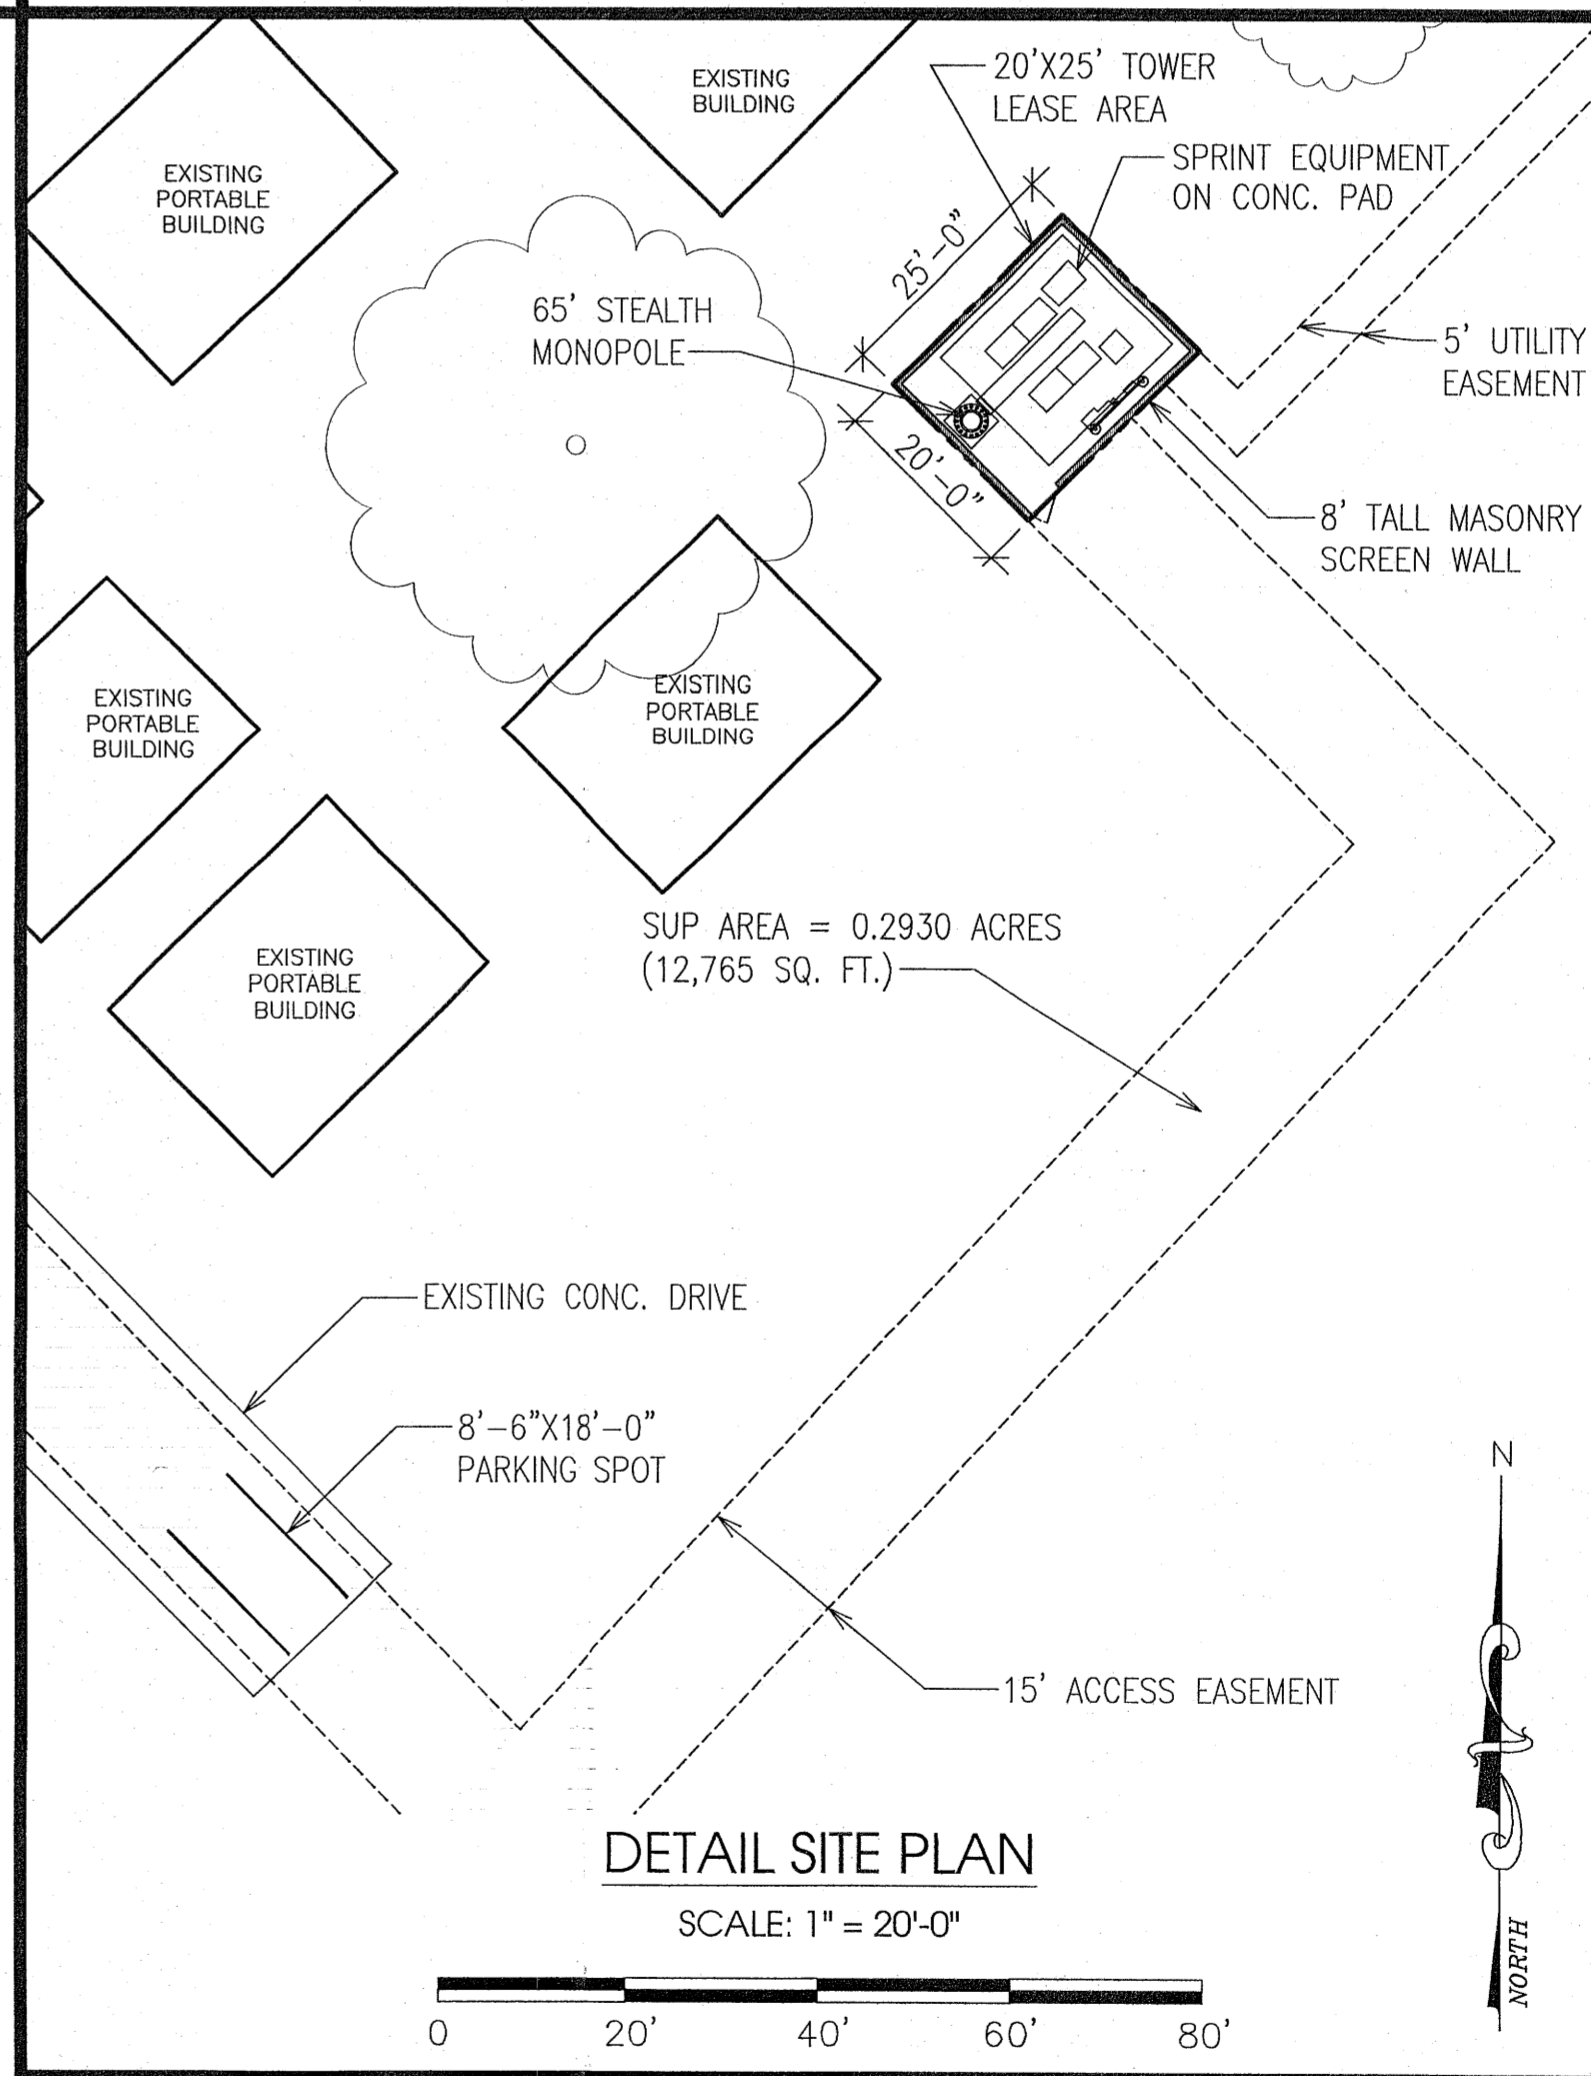 EXISTING
BUILDING
20'X25' TOWER
LEASE AREA
SPRINT EQUIPMENT
ON CONC. PAD
EXISTING
PORTABLE
BUILDING
25'-0"
65' STEALTH
MONOPOLE
5' UTILITY
EASEMENT
20'-0"
8' TALL MASONRY
SCREEN WALL
EXISTING
PORTABLE
BUILDING
EXISTING
PORTABLE
BUILDING
SUP AREA = 0.2930 ACRES
(12,765 SQ. FT.)
EXISTING
PORTABLE
BUILDING
EXISTING CONC. DRIVE
8'-6"X18'-0"
PARKING SPOT
N
15' ACCESS EASEMENT
DETAIL SITE PLAN
SCALE: 1" = 20'-0"
NORTH
0 20' 40' 60' 80'